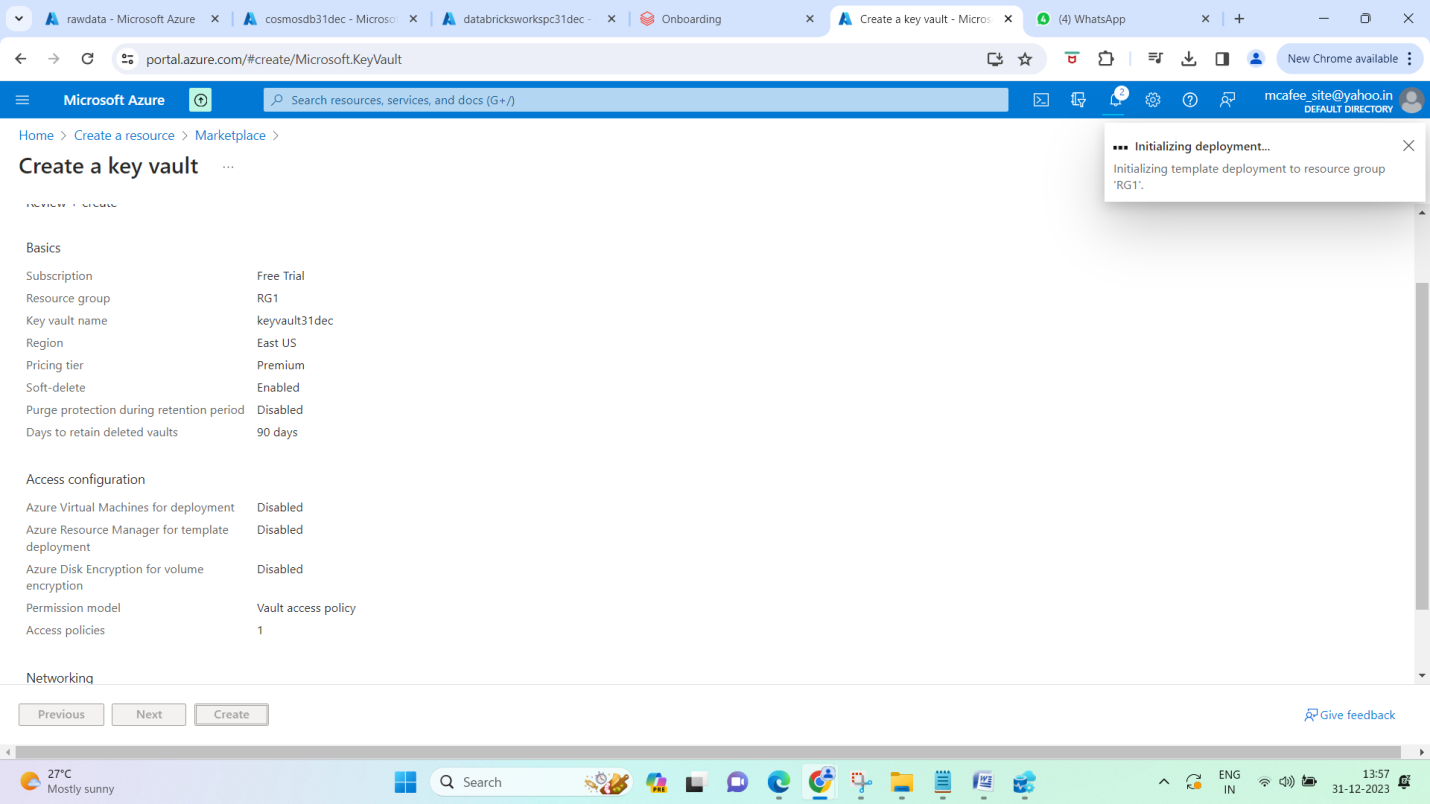 rawdata - Microsoft Azure
cosmosdb31dec - Microso
databricksworkspc31dec -
Onboarding
Create a key vault - Micros
(4) WhatsApp
portal.azure.com/#create/Microsoft.KeyVault
New Chrome available
Microsoft Azure
Search resources, services, and docs (G+/)
2
mcafee_site@yahoo.in
DEFAULT DIRECTORY
Home > Create a resource > Marketplace >
Create a key vault ...
Initializing deployment...
Initializing template deployment to resource group
'RG1'.
Review + create
Basics
Subscription Free Trial
Resource group RG1
Key vault name keyvault31dec
Region East US
Pricing tier Premium
Soft-delete Enabled
Purge protection during retention period Disabled
Days to retain deleted vaults 90 days
Access configuration
Azure Virtual Machines for deployment Disabled
Azure Resource Manager for template Disabled
deployment
Azure Disk Encryption for volume Disabled
encryption
Permission model Vault access policy
Access policies 1
Networking
Previous Next Create
Give feedback
27°C
Mostly sunny
Search
PRE
ENG
IN
13:57
31-12-2023